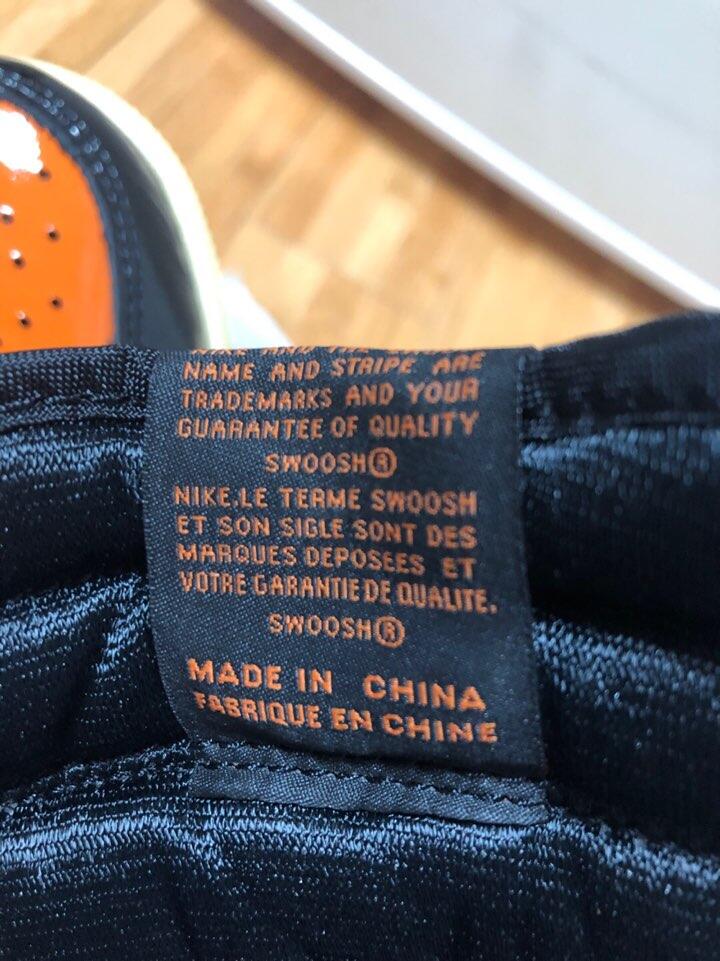 NAME AND STRIPE ARE
TRADEMARKS AND YOUR
GUARANTEE OF QUALITY
SWOOSH®
NIKE,LE TERME SWOOSH
ET SON SIGLE SONT DES
MARQUES DEPOSEES ET
VOTRE GARANTIE DE QUALITE.
SWOOSH®
MADE IN CHINA
FABRIQUE EN CHINE